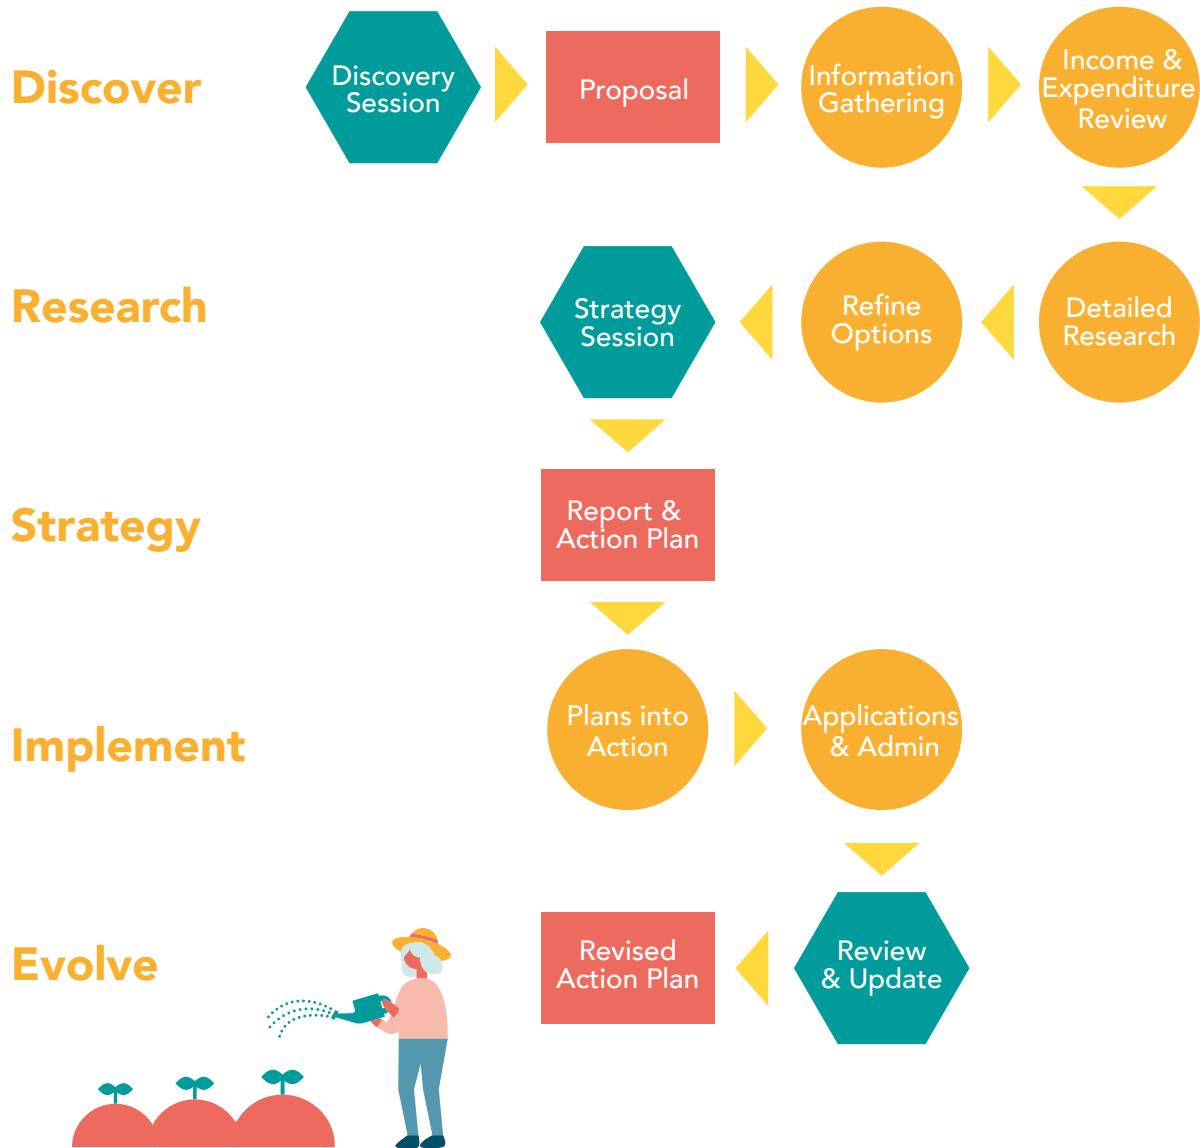 Discover
Discovery
Session
Proposal
Information
Gathering
Income &
Expenditure
Review
Research
Strategy
Session
Refine
Options
Detailed
Research
Strategy
Report &
Action Plan
Implement
Plans into
Action
Applications
& Admin
Evolve
Revised
Action Plan
Review
& Update